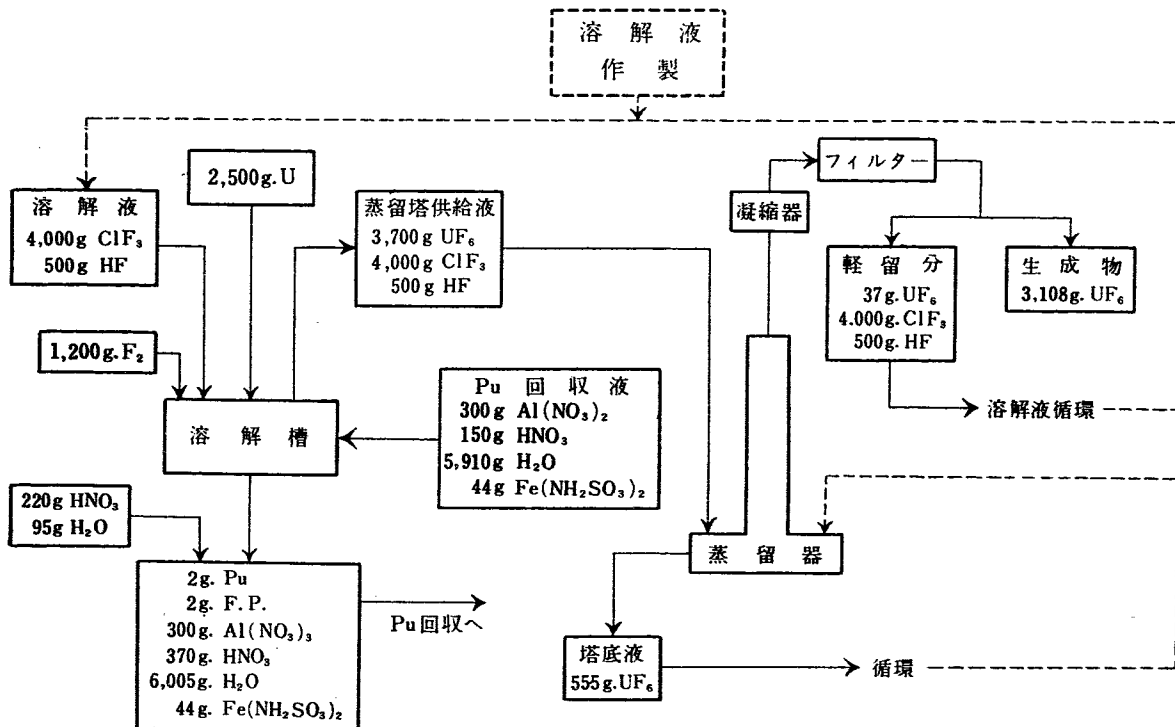 溶解液
作製
フィルター
2,500g.U
溶解液
4,000g ClF₃
500g HF
蒸留塔供給液
3,700g UF₆
4,000g ClF₃
500g HF
凝縮器
軽留分
37g.UF₆
4.000g.ClF₃
500g.HF
生成物
3,108g.UF₆
1,200g.F₂
溶解槽
Pu回収液
300g Al(NO₃)₂
150g HNO₃
5,910g H₂O
44g Fe(NH₂SO₃)₂
溶解液循環
220g HNO₃
95g H₂O
蒸留器
2g. Pu
2g. F.P.
300g. Al(NO₃)₃
370g. HNO₃
6,005g. H₂O
44g. Fe(NH₂SO₃)₂
Pu回収へ
塔底液
555g.UF₆
循環